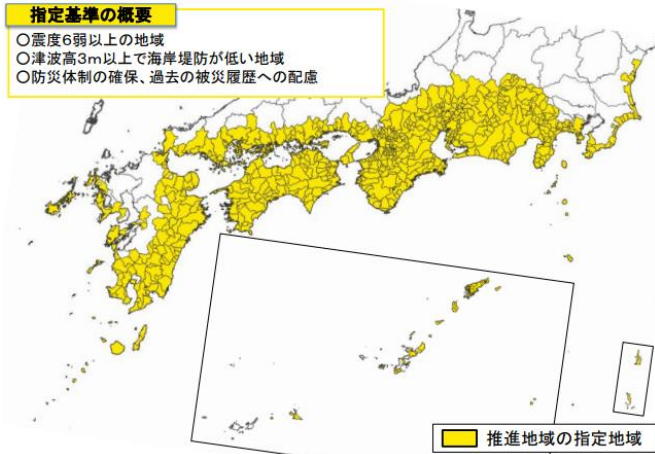 指定基準の概要
○震度6弱以上の地域
○津波高3m以上で海岸堤防が低い地域
○防災体制の確保、過去の被災履歴への配慮
推進地域の指定地域